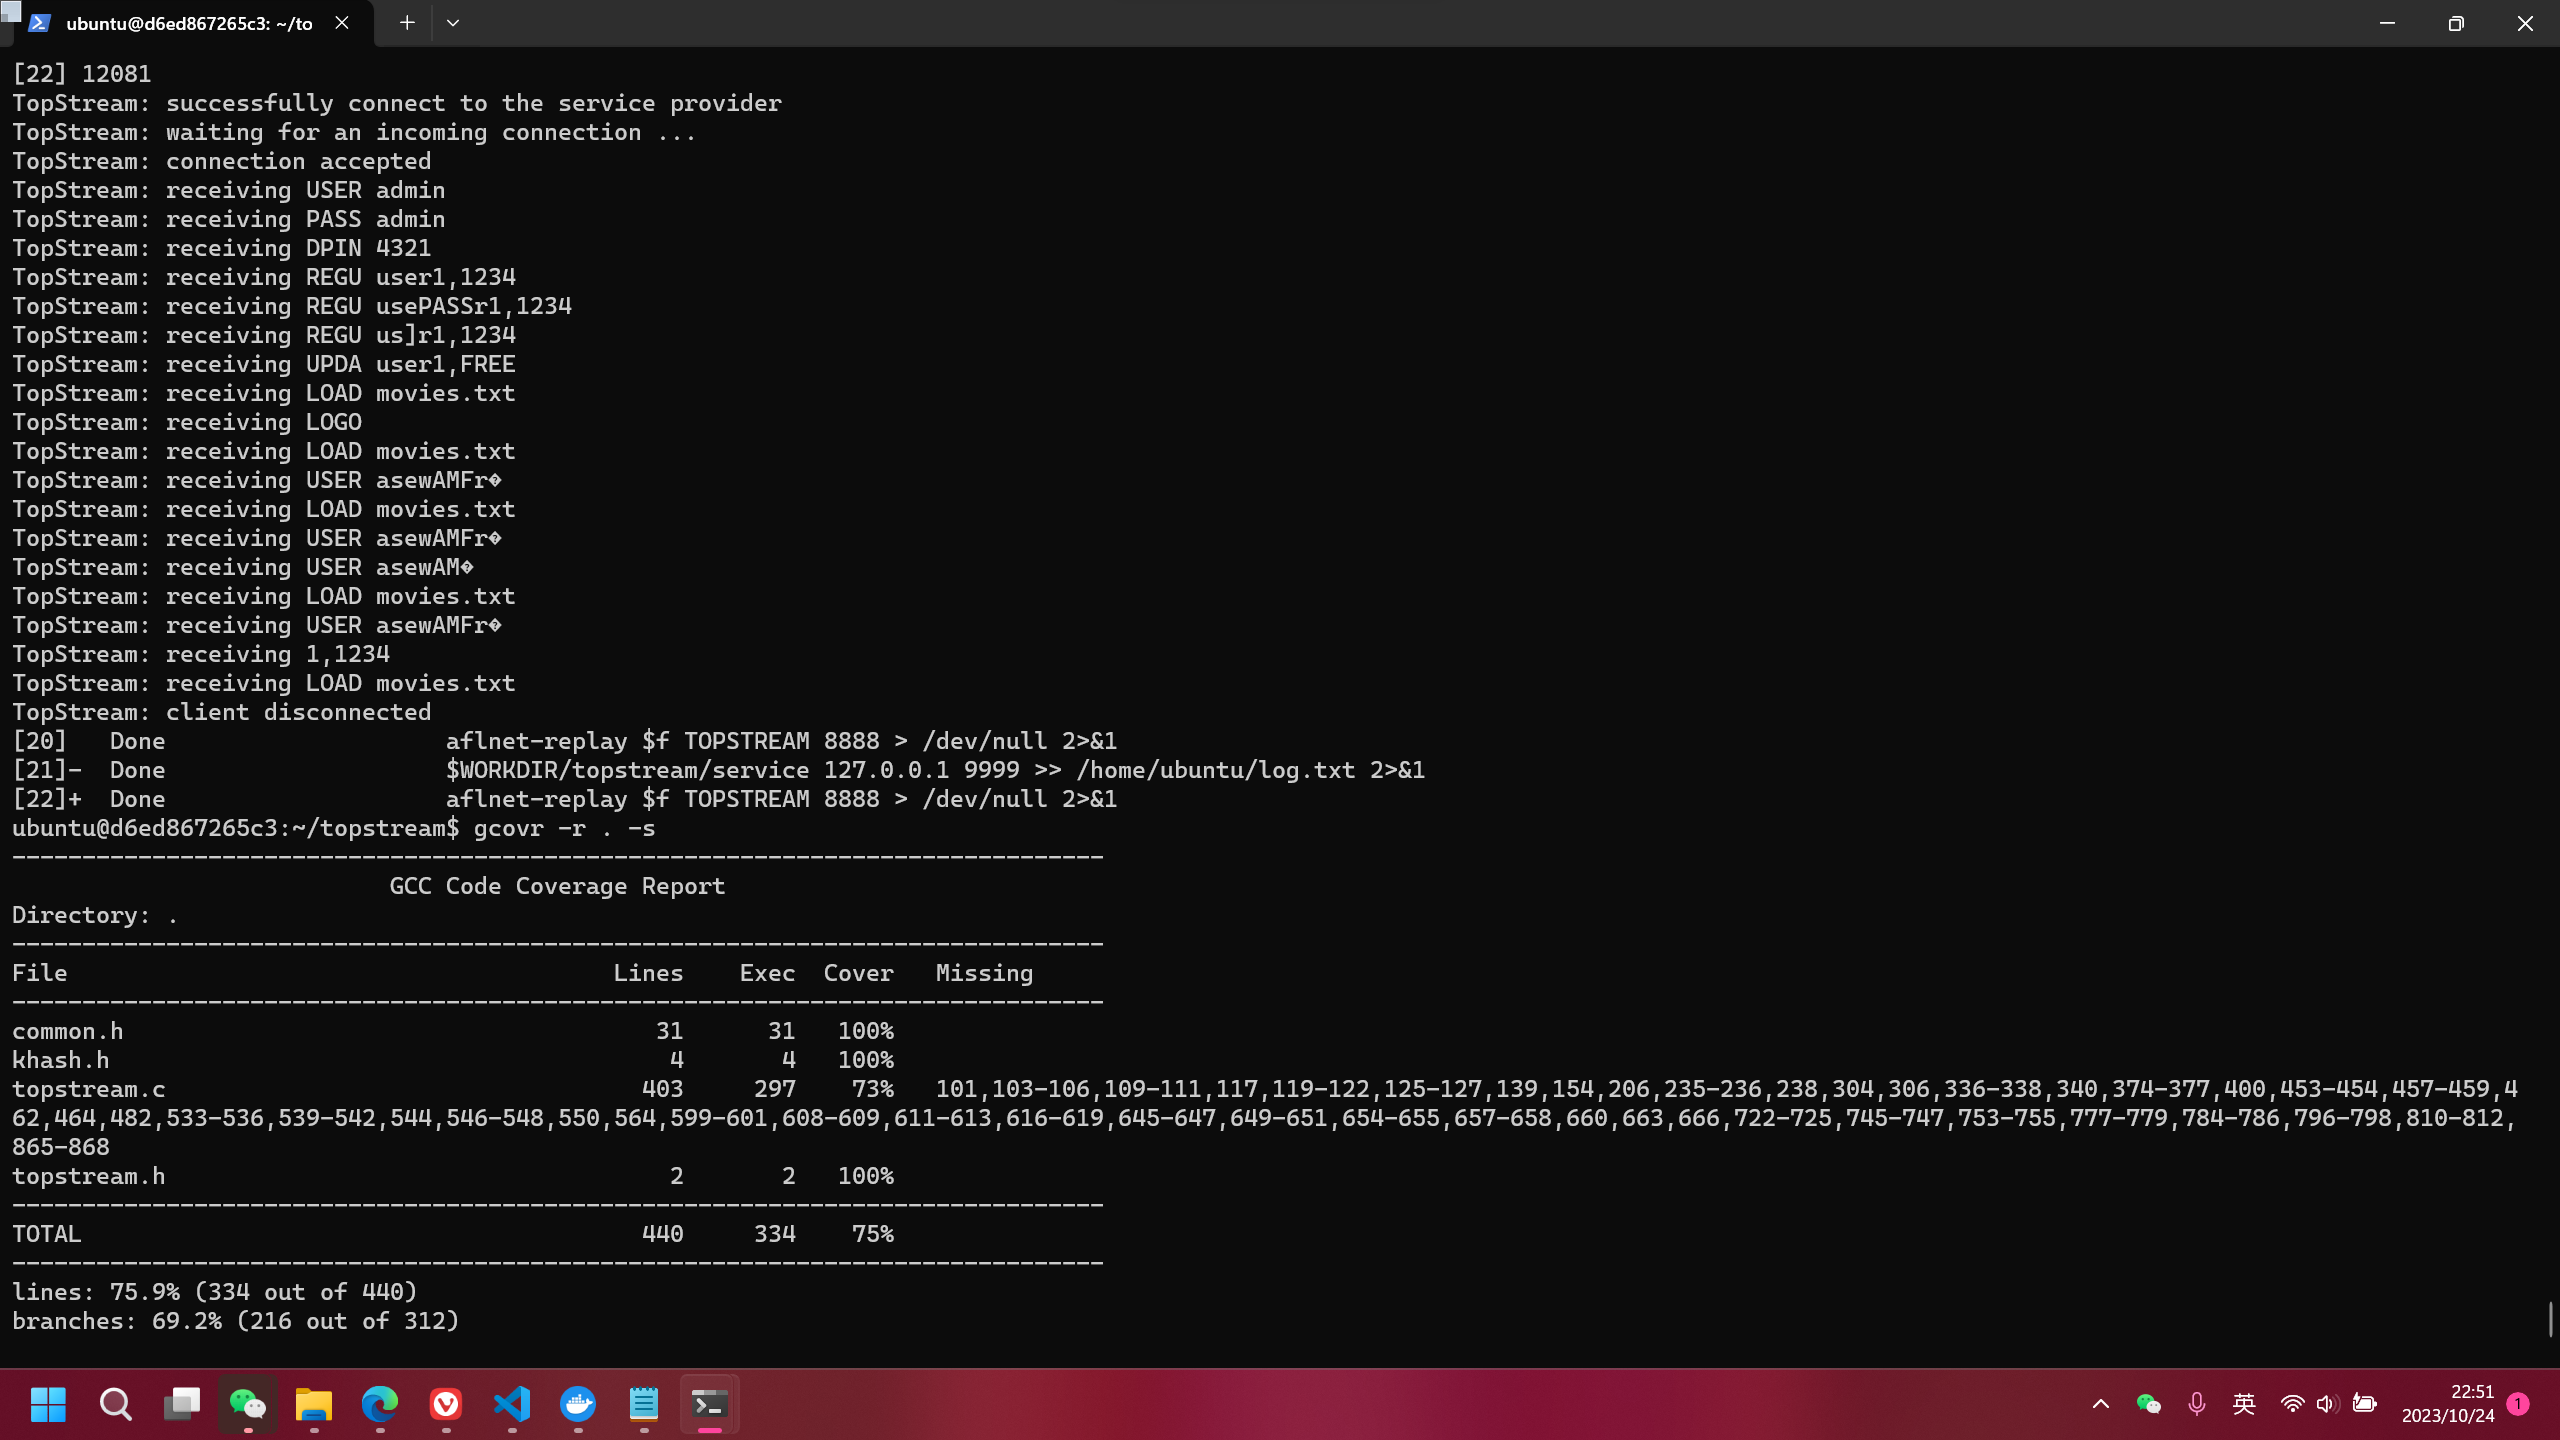 ubuntu@d6ed867265c3: ~/to
[22] 12081
TopStream: successfully connect to the service provider
TopStream: waiting for an incoming connection ...
TopStream: connection accepted
TopStream: receiving USER admin
TopStream: receiving PASS admin
TopStream: receiving DPIN 4321
TopStream: receiving REGU user1,1234
TopStream: receiving REGU usePASSr1,1234
TopStream: receiving REGU us]r1,1234
TopStream: receiving UPDA user1,FREE
TopStream: receiving LOAD movies.txt
TopStream: receiving LOGO
TopStream: receiving LOAD movies.txt
TopStream: receiving USER asewAMFr�
TopStream: receiving LOAD movies.txt
TopStream: receiving USER asewAMFr�
TopStream: receiving USER asewAM�
TopStream: receiving LOAD movies.txt
TopStream: receiving USER asewAMFr�
TopStream: receiving 1,1234
TopStream: receiving LOAD movies.txt
TopStream: client disconnected
[20]   Done                    aflnet-replay $f TOPSTREAM 8888 > /dev/null 2>&1
[21]-  Done                    $WORKDIR/topstream/service 127.0.0.1 9999 >> /home/ubuntu/log.txt 2>&1
[22]+  Done                    aflnet-replay $f TOPSTREAM 8888 > /dev/null 2>&1
ubuntu@d6ed867265c3:~/topstream$ gcovr -r . -s
------------------------------------------------------------------------------
                           GCC Code Coverage Report
Directory: .
------------------------------------------------------------------------------
File                                       Lines    Exec  Cover   Missing
------------------------------------------------------------------------------
common.h                                      31      31   100%
khash.h                                        4       4   100%
topstream.c                                  403     297    73%   101,103-106,109-111,117,119-122,125-127,139,154,206,235-236,238,304,306,336-338,340,374-377,400,453-454,457-459,4
62,464,482,533-536,539-542,544,546-548,550,564,599-601,608-609,611-613,616-619,645-647,649-651,654-655,657-658,660,663,666,722-725,745-747,753-755,777-779,784-786,796-798,810-812,
865-868
topstream.h                                    2       2   100%
------------------------------------------------------------------------------
TOTAL                                        440     334    75%
------------------------------------------------------------------------------
lines: 75.9% (334 out of 440)
branches: 69.2% (216 out of 312)
英
22:51
2023/10/24
1